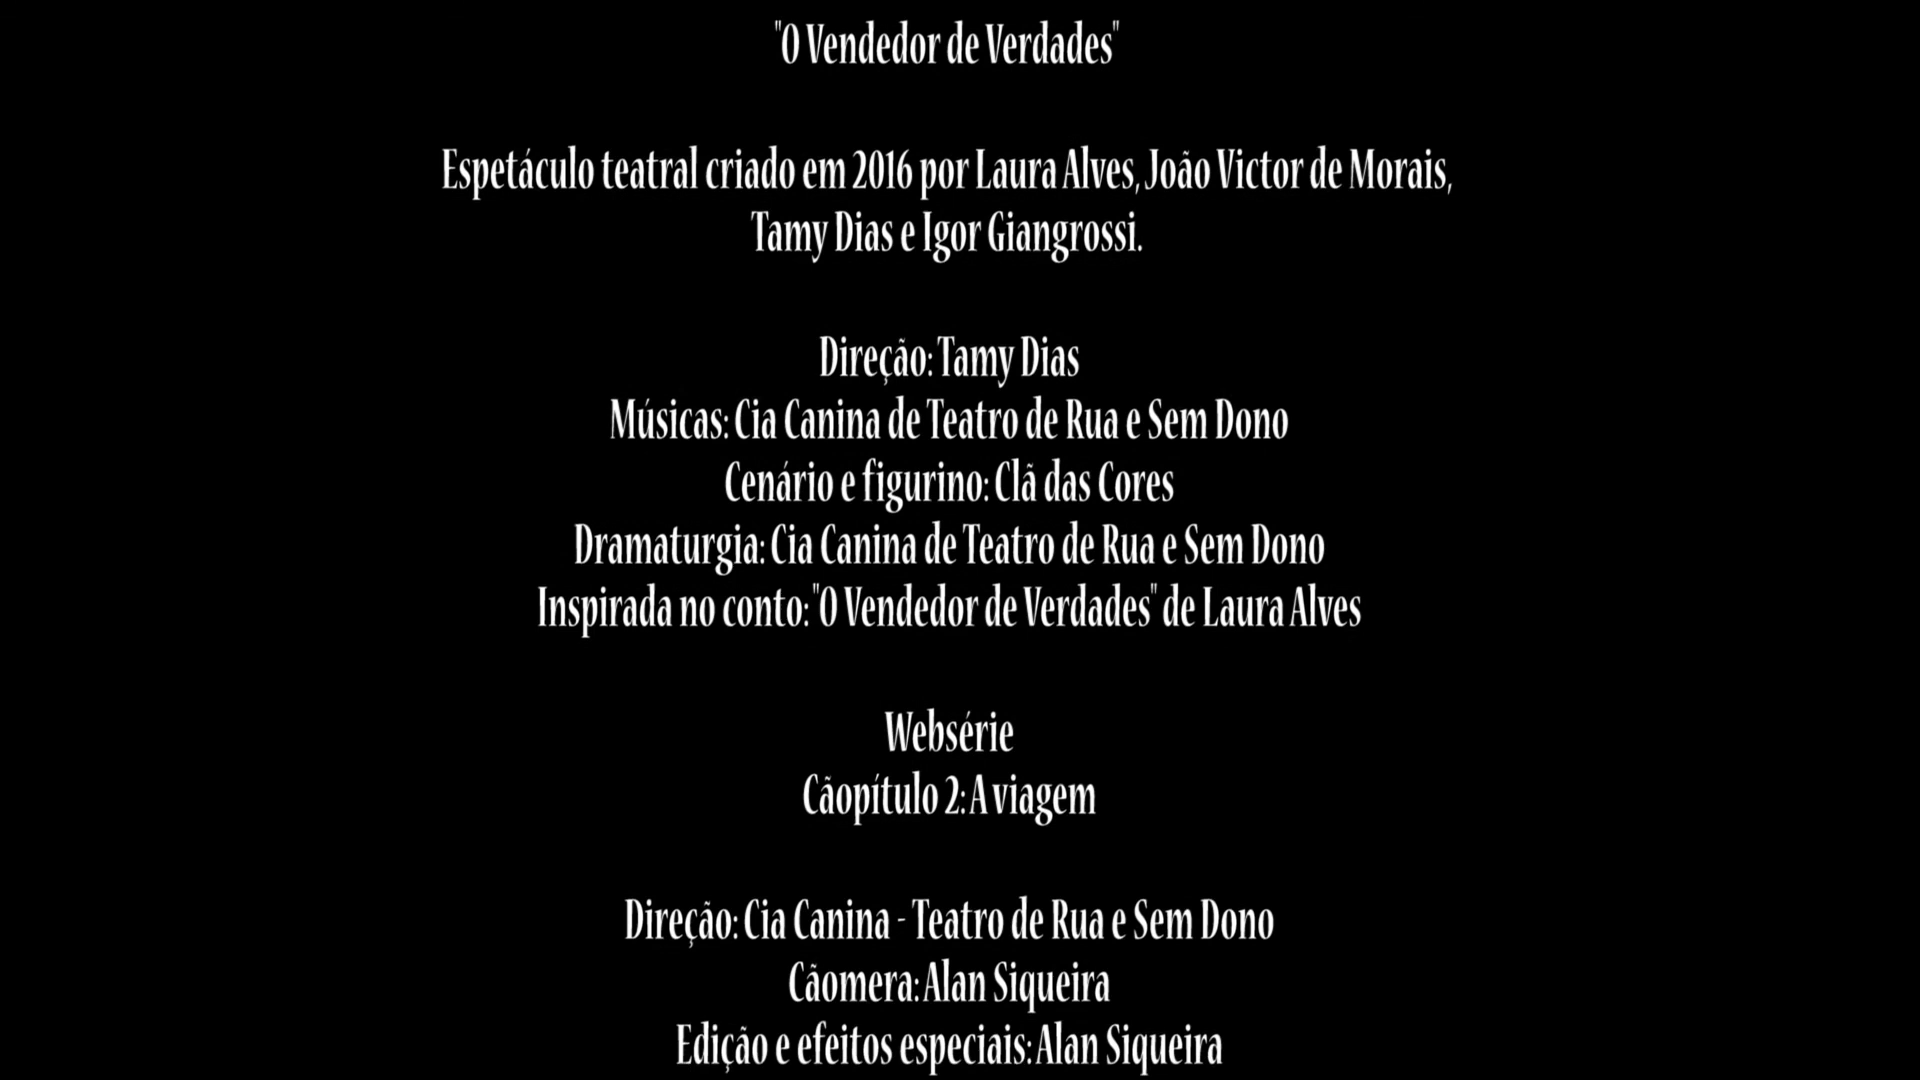 "O Vendedor de Verdades"
Espetáculo teatral criado em 2016 por Laura Alves, João Victor de Morais,
Tamy Dias e Igor Giangrossi.
Direção: Tamy Dias
Músicas: Cia Canina de Teatro de Rua e Sem Dono
Cenário e figurino: Clã das Cores
Dramaturgia: Cia Canina de Teatro de Rua e Sem Dono
Inspirada no conto: "O Vendedor de Verdades" de Laura Alves
Websérie
Cãopítulo 2: A viagem
Direção: Cia Canina - Teatro de Rua e Sem Dono
Cãomera: Alan Siqueira
Edição e efeitos especiais: Alan Siqueira